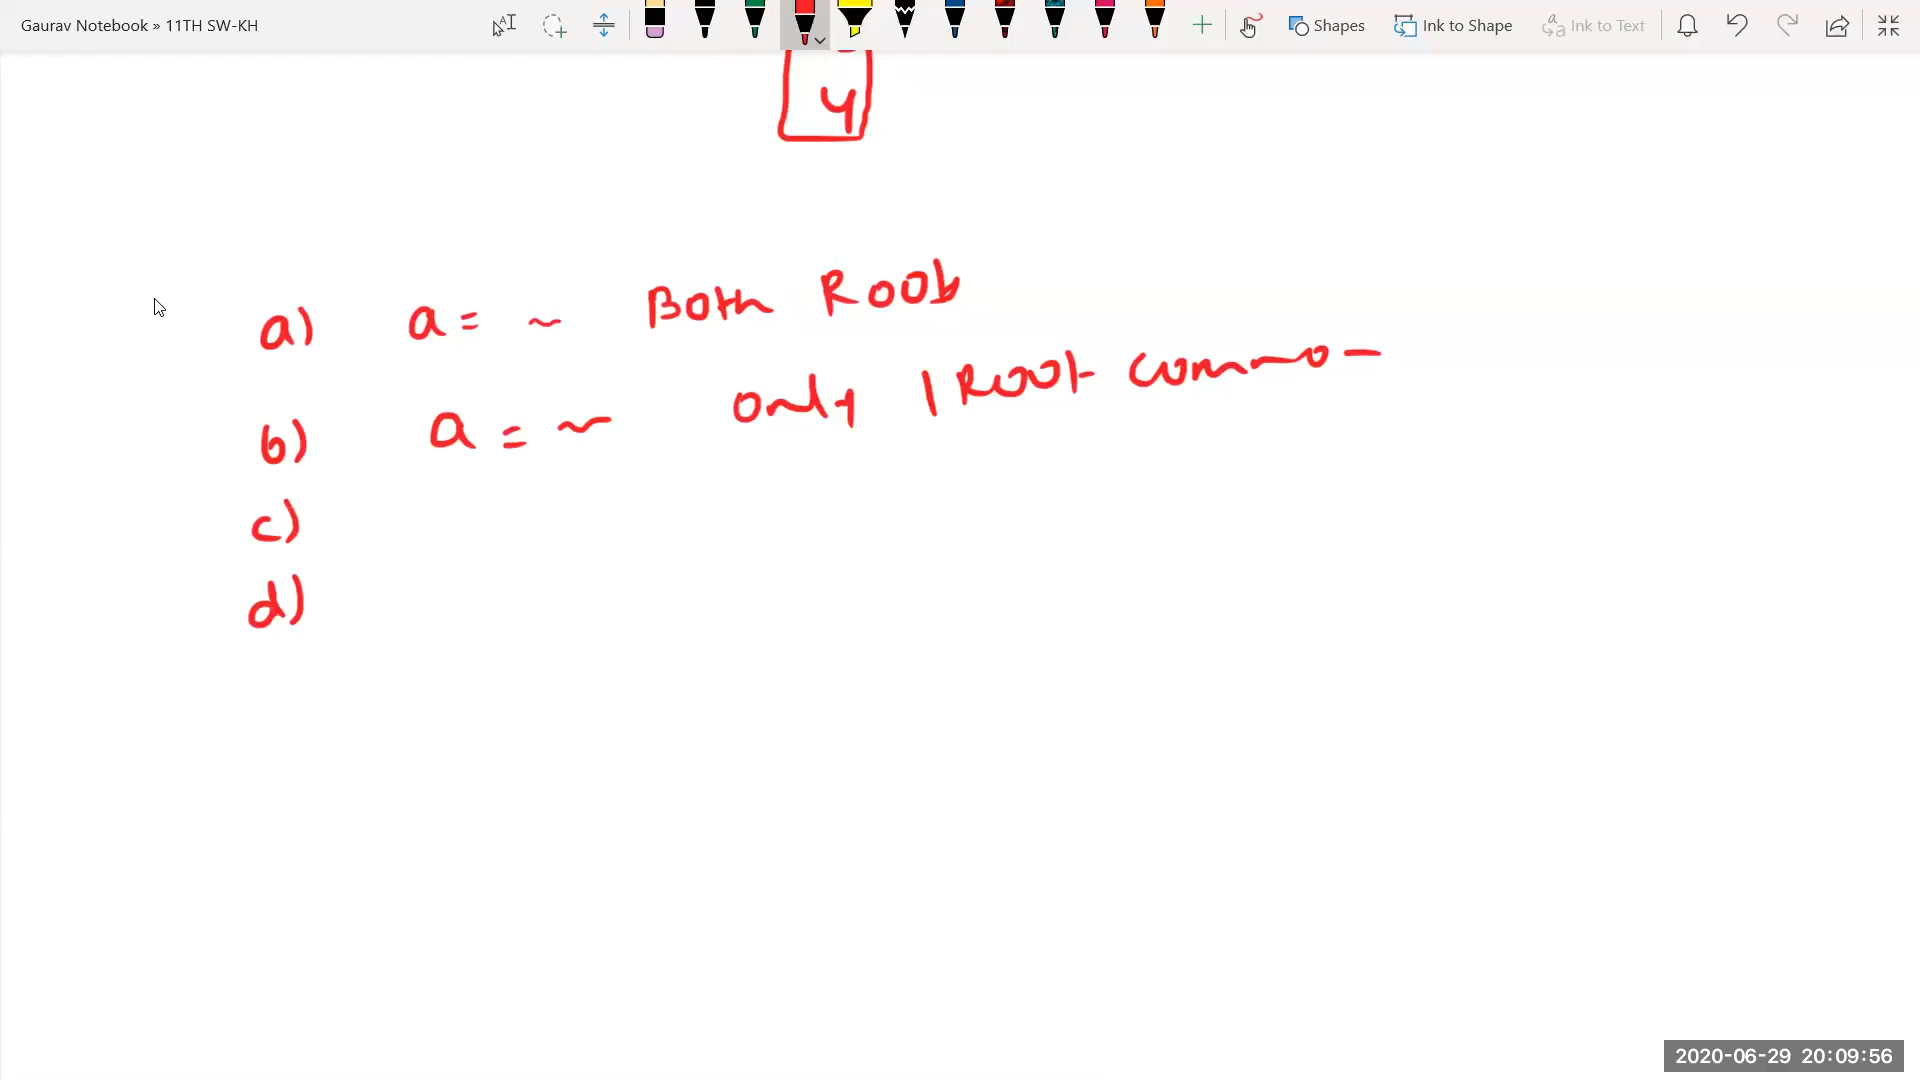 Gaurav Notebook » 11TH SW-KH
Shapes
Ink to Shape
Ink to Text
4
a) a = ~ Both Roots
b) a = ~ only 1 Root common
c)
d)
2020-06-29 20:09:56